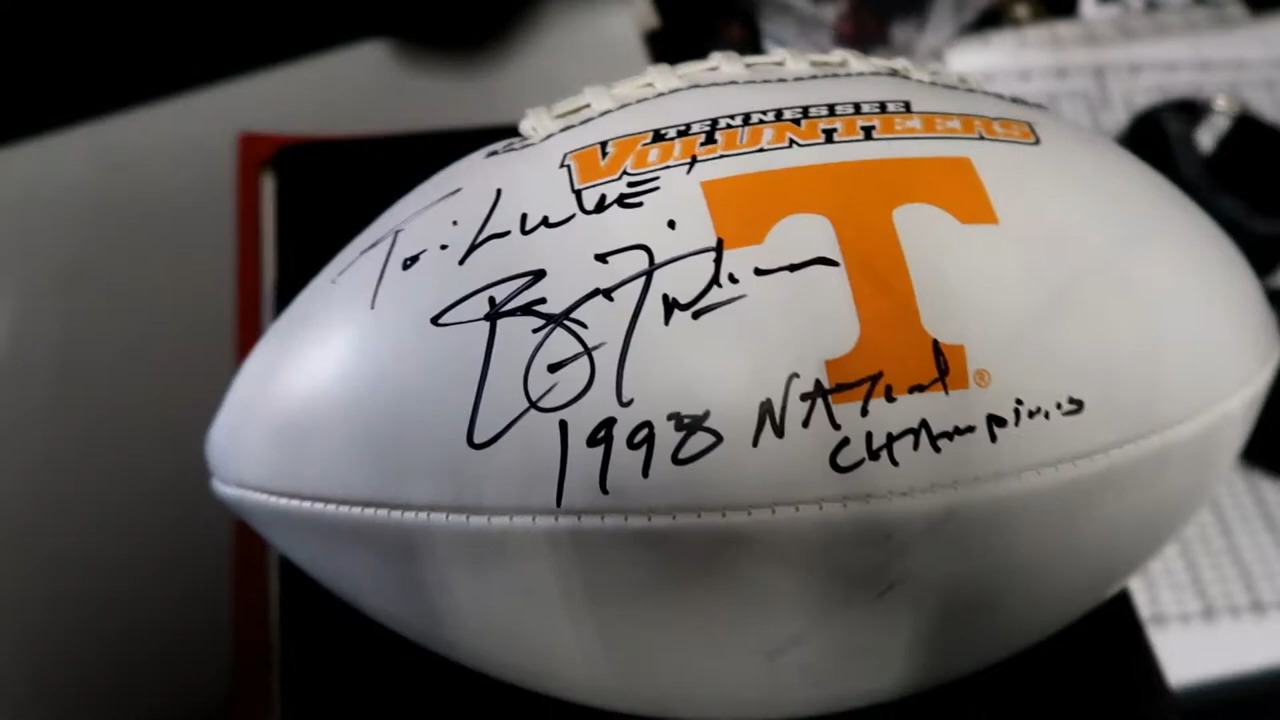 TENNESSEE
VOLUNTEERS
T
To: LUKE,
1998 NATional
CHAmpions
®